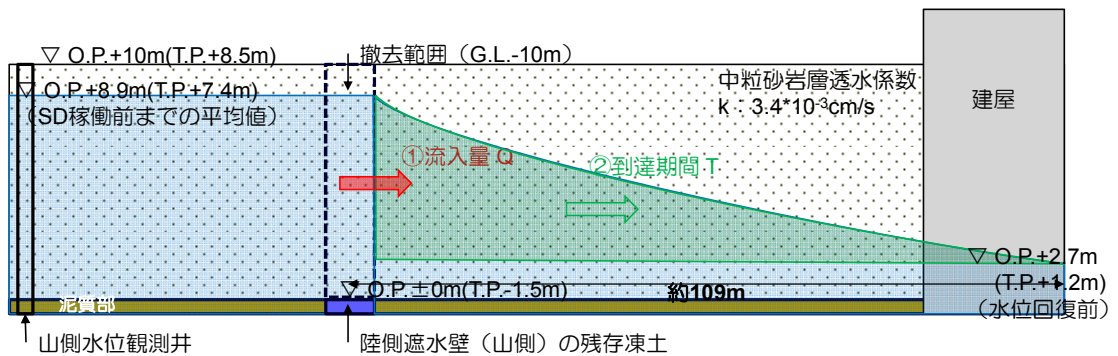 ▽ O.P.+10m(T.P.+8.5m)
撤去範囲（G.L.-10m）
▽ O.P.+8.9m(T.P.+7.4m)
（SD稼働前までの平均値）
中粒砂岩層透水係数
k：3.4*10-3cm/s
建屋
①流入量 Q
②到達期間 T
▽ O.P.+2.7m
(T.P.+1.2m)
（水位回復前）
▽ O.P.±0m(T.P.-1.5m)
約109m
泥質部
山側水位観測井
陸側遮水壁（山側）の残存凍土